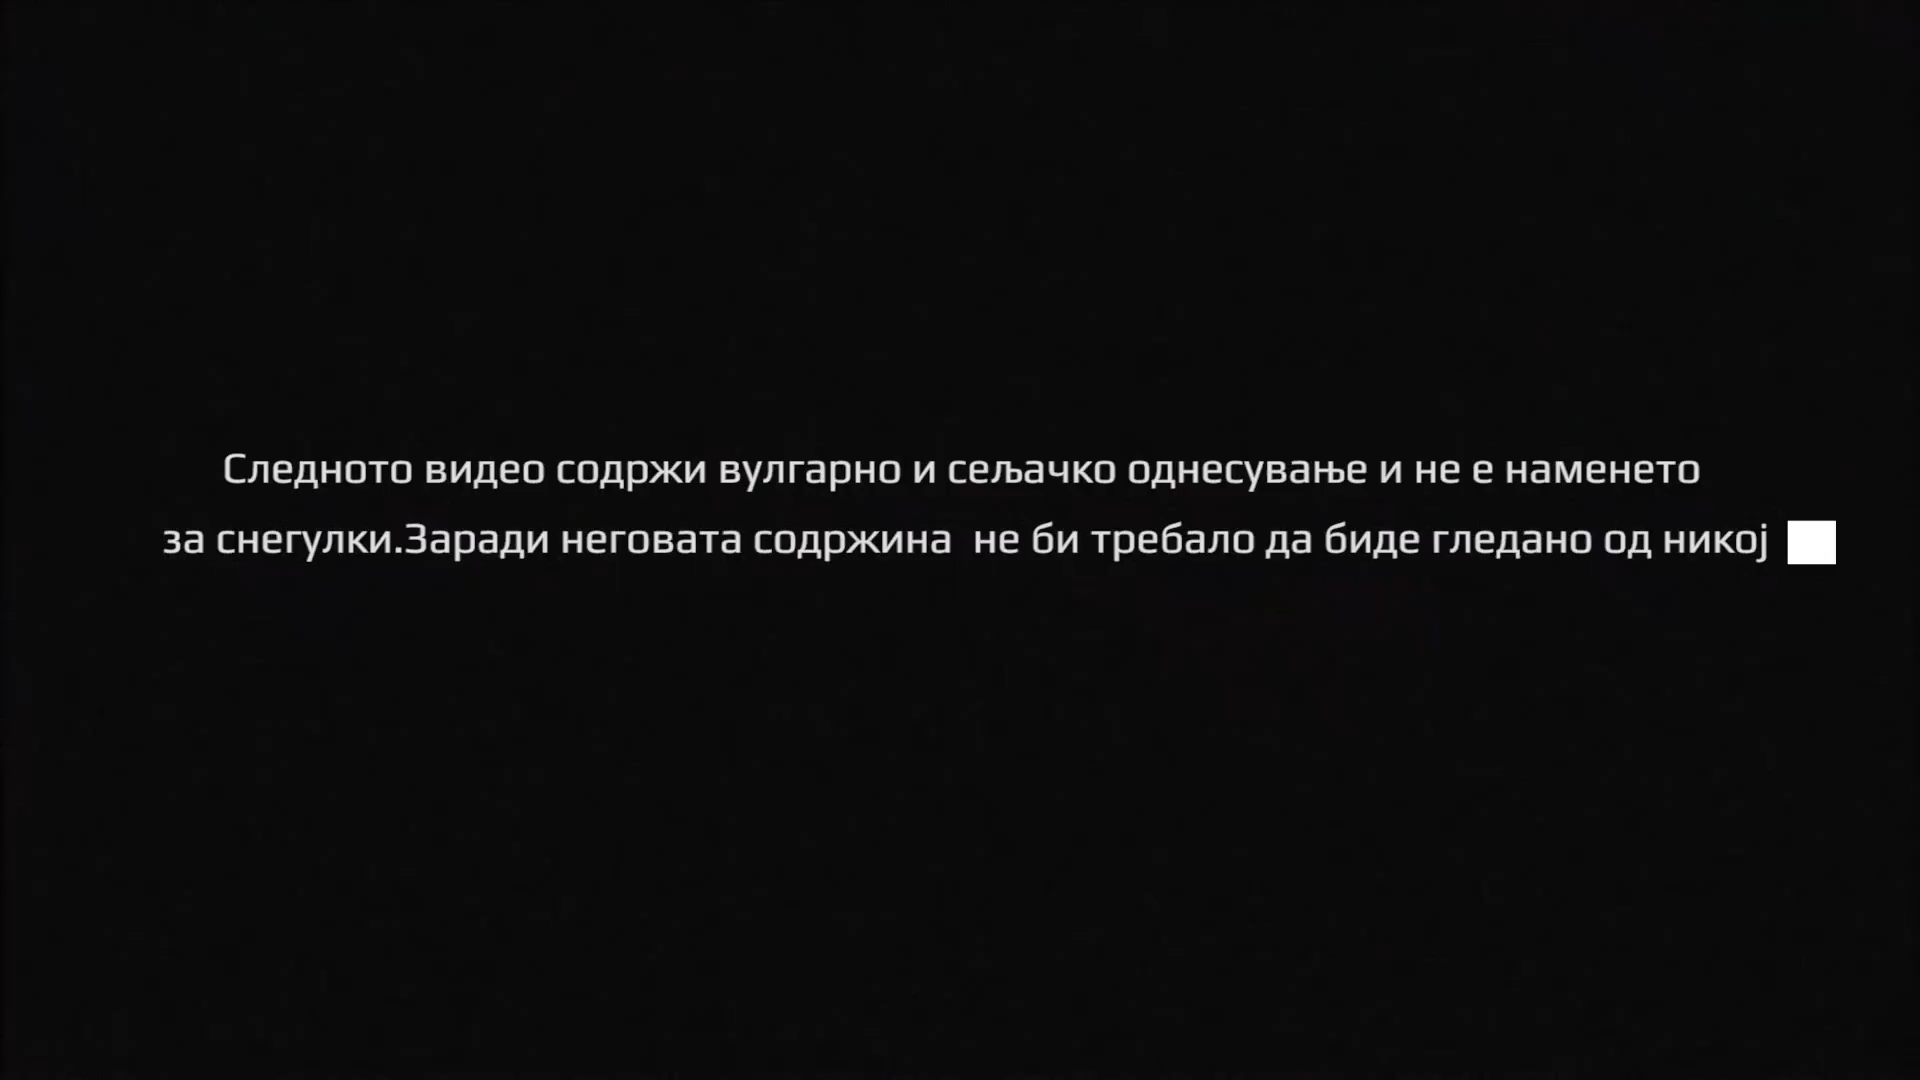 Следното видео содржи вулгарно и сељачко однесување и не е наменето
за снегулки.Заради неговата содржина  не би требало да биде гледано од никој